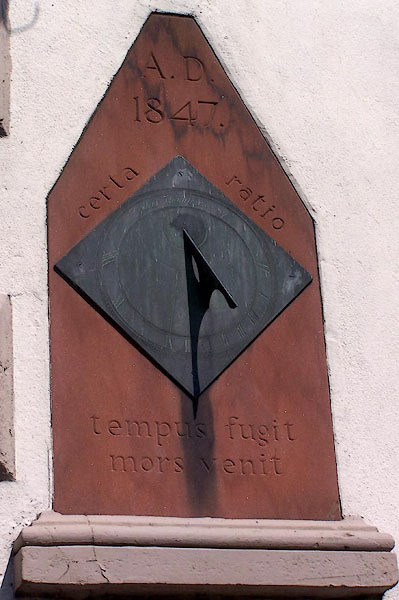 A. D.
1847.
certa ratio
tempus fugit
mors venit